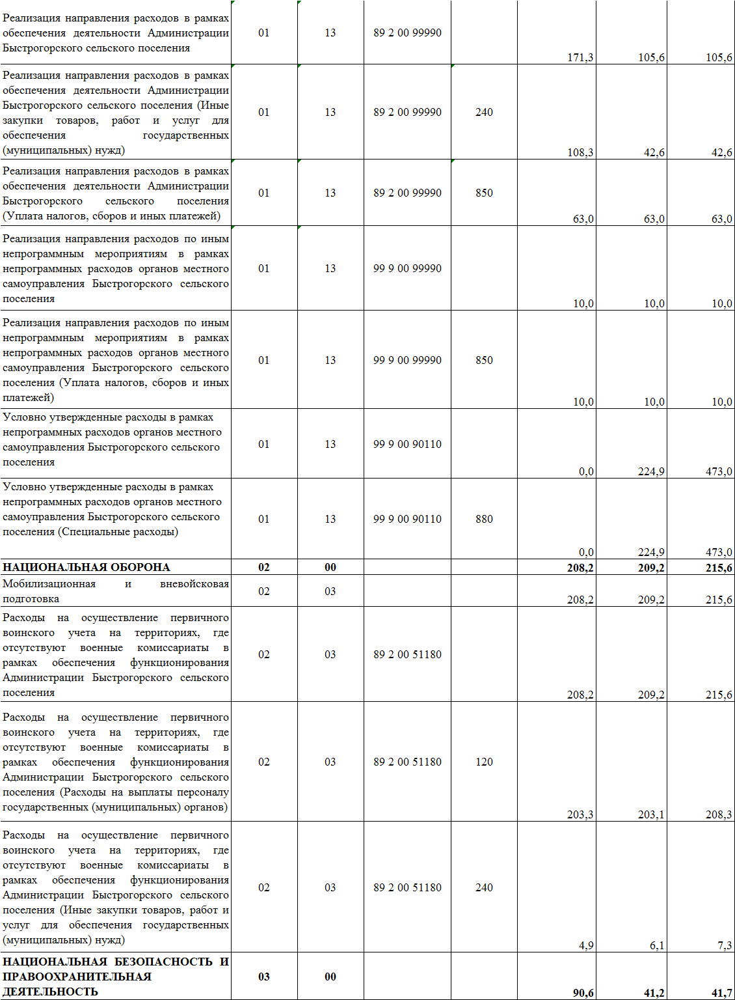 Реализация направления расходов в рамках
обеспечения деятельности Администрации
Быстрогорского сельского поселения
01 13 89 2 00 99990
171,3 105,6 105,6
Реализация направления расходов в рамках
обеспечения деятельности Администрации
Быстрогорского сельского поселения (Иные
закупки товаров, работ и услуг для
обеспечения государственных
(муниципальных) нужд)
01 13 89 2 00 99990 240
108,3 42,6 42,6
Реализация направления расходов в рамках
обеспечения деятельности Администрации
Быстрогорского сельского поселения
(Уплата налогов, сборов и иных платежей)
01 13 89 2 00 99990 850
63,0 63,0 63,0
Реализация направления расходов по иным
непрограммным мероприятиям в рамках
непрограммных расходов органов местного
самоуправления Быстрогорского сельского
поселения
01 13 99 9 00 99990
10,0 10,0 10,0
Реализация направления расходов по иным
непрограммным мероприятиям в рамках
непрограммных расходов органов местного
самоуправления Быстрогорского сельского
поселения (Уплата налогов, сборов и иных
платежей)
01 13 99 9 00 99990 850
10,0 10,0 10,0
Условно утвержденные расходы в рамках
непрограммных расходов органов местного
самоуправления Быстрогорского сельского
поселения
01 13 99 9 00 90110
0,0 224,9 473,0
Условно утвержденные расходы в рамках
непрограммных расходов органов местного
самоуправления Быстрогорского сельского
поселения (Специальные расходы)
01 13 99 9 00 90110 880
0,0 224,9 473,0
НАЦИОНАЛЬНАЯ ОБОРОНА 02 00 208,2 209,2 215,6
Мобилизационная и вневойсковая
подготовка
02 03
208,2 209,2 215,6
Расходы на осуществление первичного
воинского учета на территориях, где
отсутствуют военные комиссариаты в
рамках обеспечения функционирования
Администрации Быстрогорского сельского
поселения
02 03 89 2 00 51180
208,2 209,2 215,6
Расходы на осуществление первичного
воинского учета на территориях, где
отсутствуют военные комиссариаты в
рамках обеспечения функционирования
Администрации Быстрогорского сельского
поселения (Расходы на выплаты персоналу
государственных (муниципальных) органов)
02 03 89 2 00 51180 120
203,3 203,1 208,3
Расходы на осуществление первичного
воинского учета на территориях, где
отсутствуют военные комиссариаты в
рамках обеспечения функционирования
Администрации Быстрогорского сельского
поселения (Иные закупки товаров, работ и
услуг для обеспечения государственных
(муниципальных) нужд)
02 03 89 2 00 51180 240
4,9 6,1 7,3
НАЦИОНАЛЬНАЯ БЕЗОПАСНОСТЬ И
ПРАВООХРАНИТЕЛЬНАЯ
ДЕЯТЕЛЬНОСТЬ
03 00
90,6 41,2 41,7